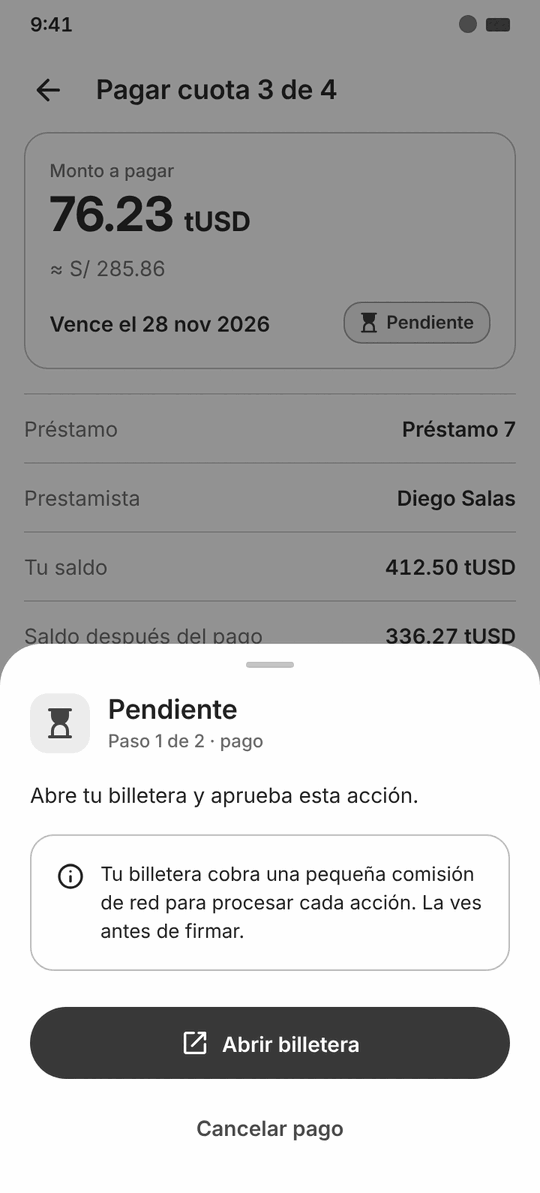 9:41
Pagar cuota 3 de 4
Monto a pagar
76.23 tUSD
≈ S/ 285.86
Vence el 28 nov 2026
Pendiente
Préstamo
Préstamo 7
Prestamista
Diego Salas
Tu saldo
412.50 tUSD
Saldo después del pago
336.27 tUSD
Pendiente
Paso 1 de 2 · pago
Abre tu billetera y aprueba esta acción.
Tu billetera cobra una pequeña comisión
de red para procesar cada acción. La ves
antes de firmar.
Abrir billetera
Cancelar pago